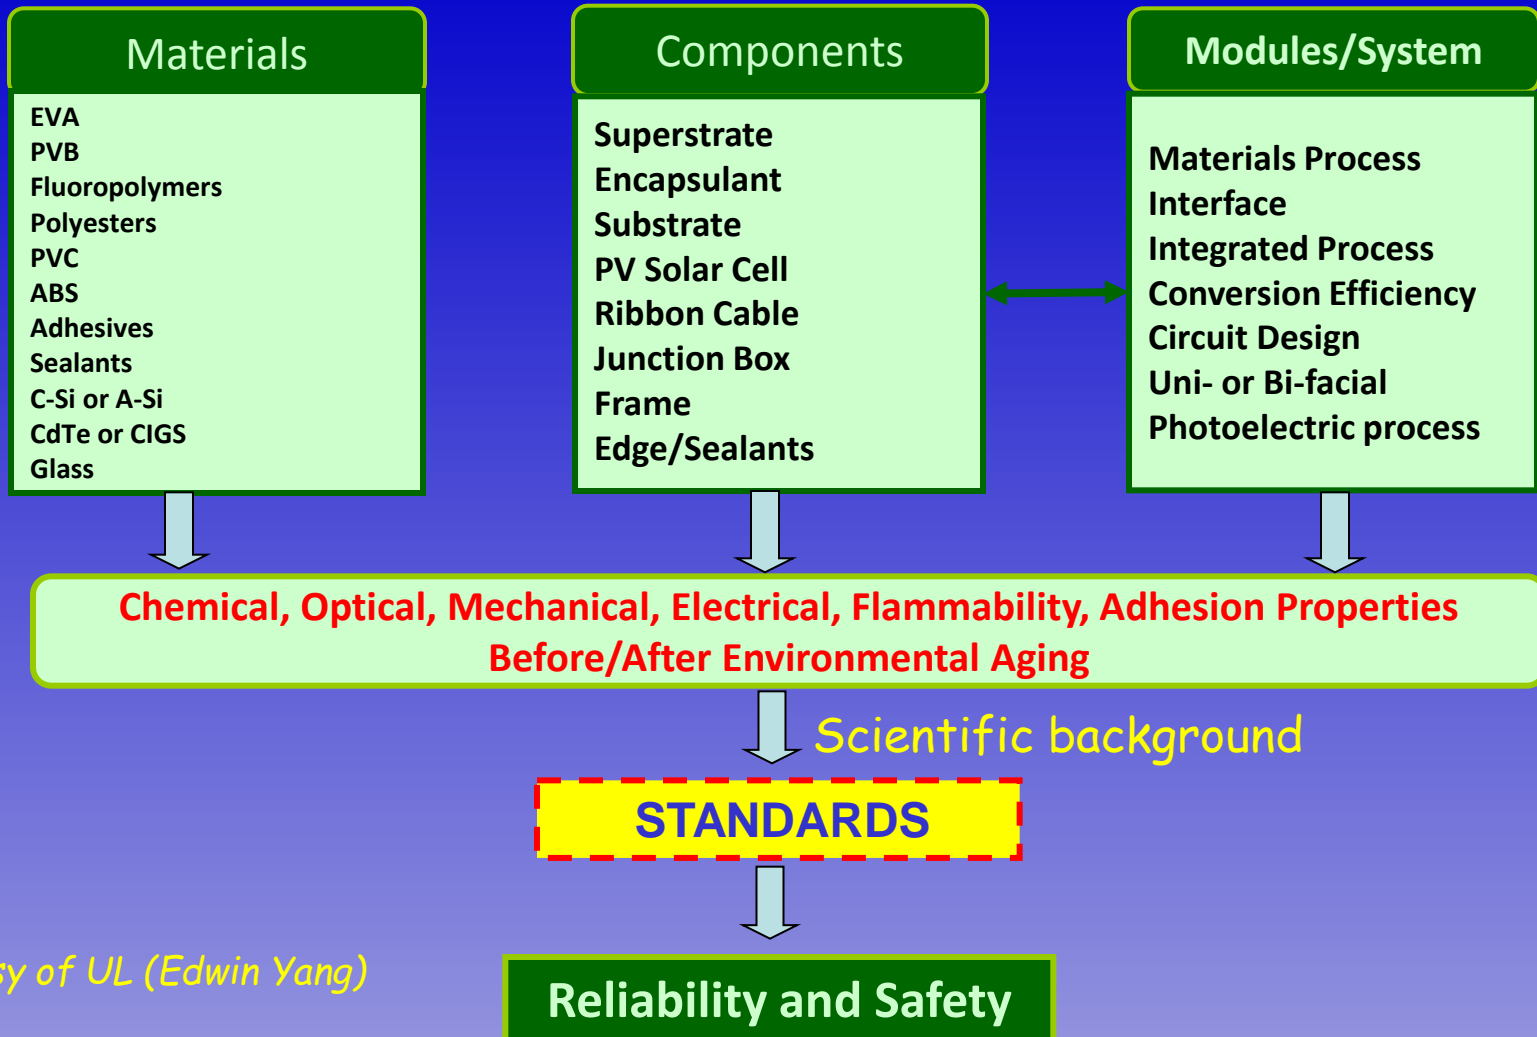 Materials
EVA
PVB
Fluoropolymers
Polyesters
PVC
ABS
Adhesives
Sealants
C-Si or A-Si
CdTe or CIGS
Glass
Components
Superstrate
Encapsulant
Substrate
PV Solar Cell
Ribbon Cable
Junction Box
Frame
Edge/Sealants
Modules/System
Materials Process
Interface
Integrated Process
Conversion Efficiency
Circuit Design
Uni- or Bi-facial
Photoelectric process
Chemical, Optical, Mechanical, Electrical, Flammability, Adhesion Properties
Before/After Environmental Aging
Scientific background
STANDARDS
of UL (Edwin Yang)
Reliability and Safety